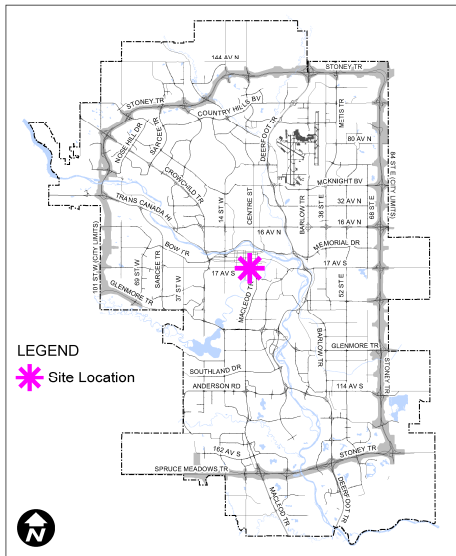 144 AV N
STONEY TR
STONEY TR
COUNTRY HILLS BV
METIS TR
DEERFOOT TR
NOSE HILL DR
SARCEE TR
80 AV N
CROWCHILD TR
MCKNIGHT BV
84 ST E (CITY LIMITS)
TRANS CANADA HI
14 ST W
CENTRE ST
BARLOW TR
36 ST E
32 AV N
68 ST E
16 AV N
16 AV N
BOW TR
MEMORIAL DR
101 ST W (CITY LIMITS)
69 ST W
SARCEE TR
37 ST W
17 AV S
17 AV S
MACLEOD TR
52 ST E
GLENMORE TR
BARLOW TR
GLENMORE TR
LEGEND
Site Location
SOUTHLAND DR
ANDERSON RD
114 AV S
STONEY TR
162 AV S
STONEY TR
SPRUCE MEADOWS TR
MACLEOD TR
DEERFOOT TR
N